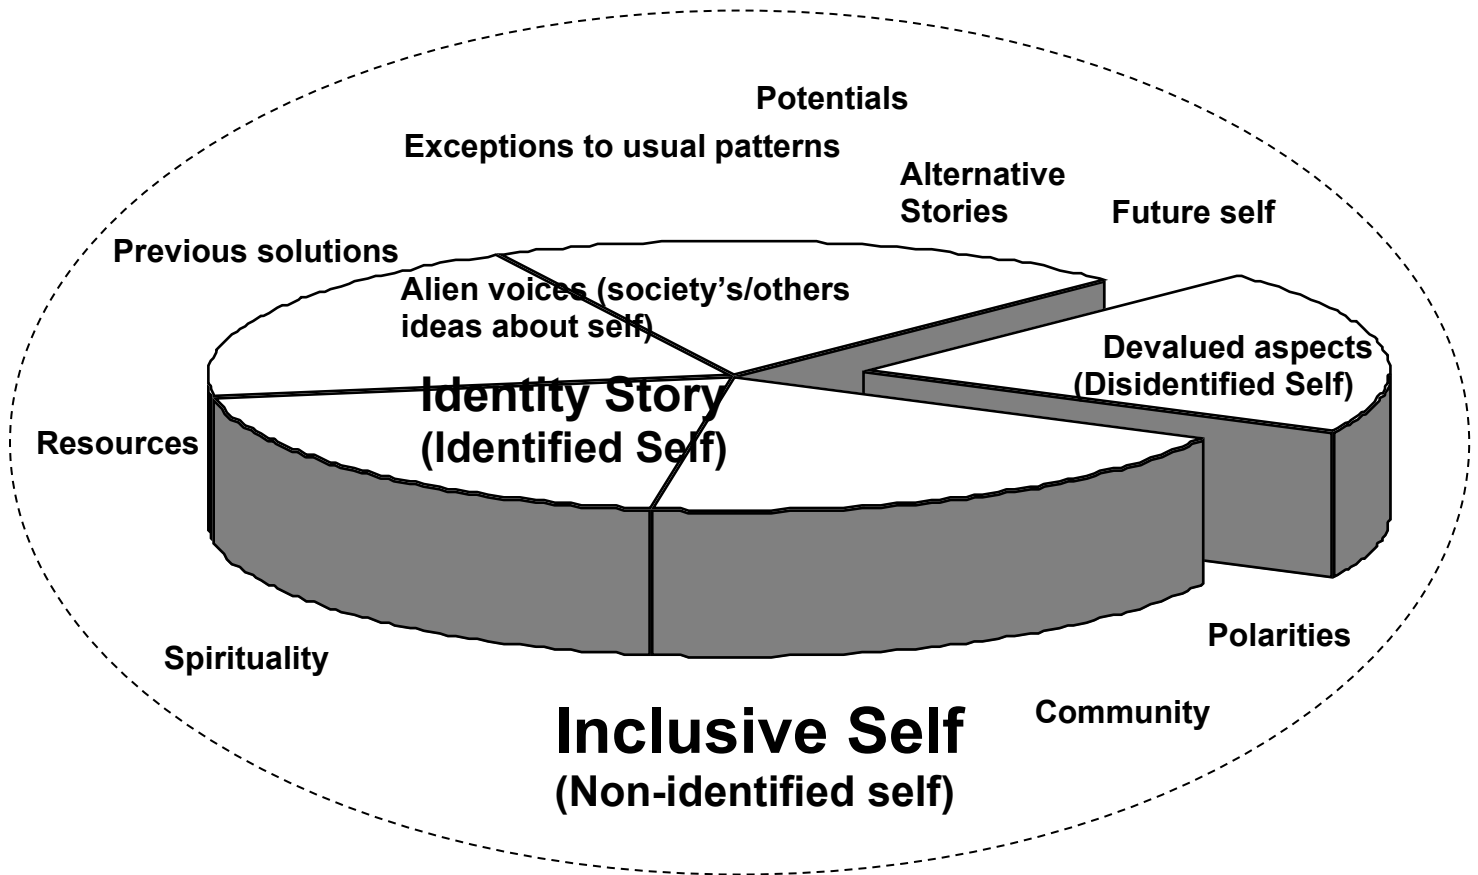 Potentials
Exceptions to usual patterns
Alternative
Stories
Future self
Previous solutions
Alien voices (society’s/others
ideas about self)
Devalued aspects
(Disidentified Self)
Identity Story
(Identified Self)
Resources
Polarities
Spirituality
Community
Inclusive Self
(Non-identified self)